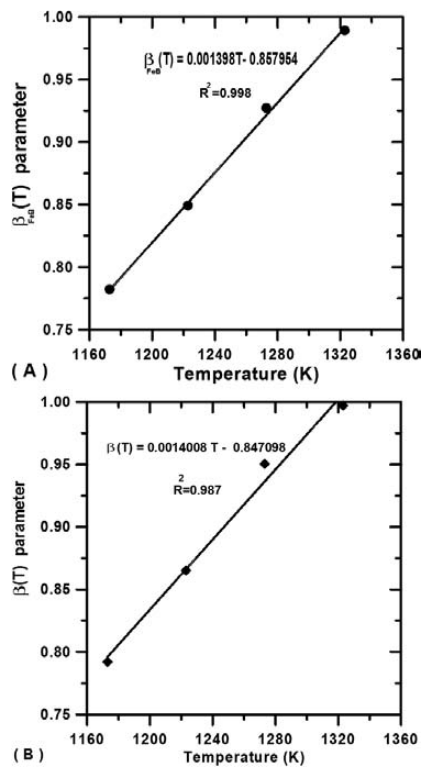 1.00
β_FeB(T) = 0.001398T- 0.857954
R²=0.998
0.95
0.90
0.85
0.80
0.75
β_FeB(T) parameter
1160 1200 1240 1280 1320 1360
( A )
Temperature (K)
1.00
β(T) = 0.0014008 T - 0.847098
0.95
R²=0.987
0.90
0.85
0.80
0.75
β(T) parameter
1160 1200 1240 1280 1320 1360
( B )
Temperature (K)